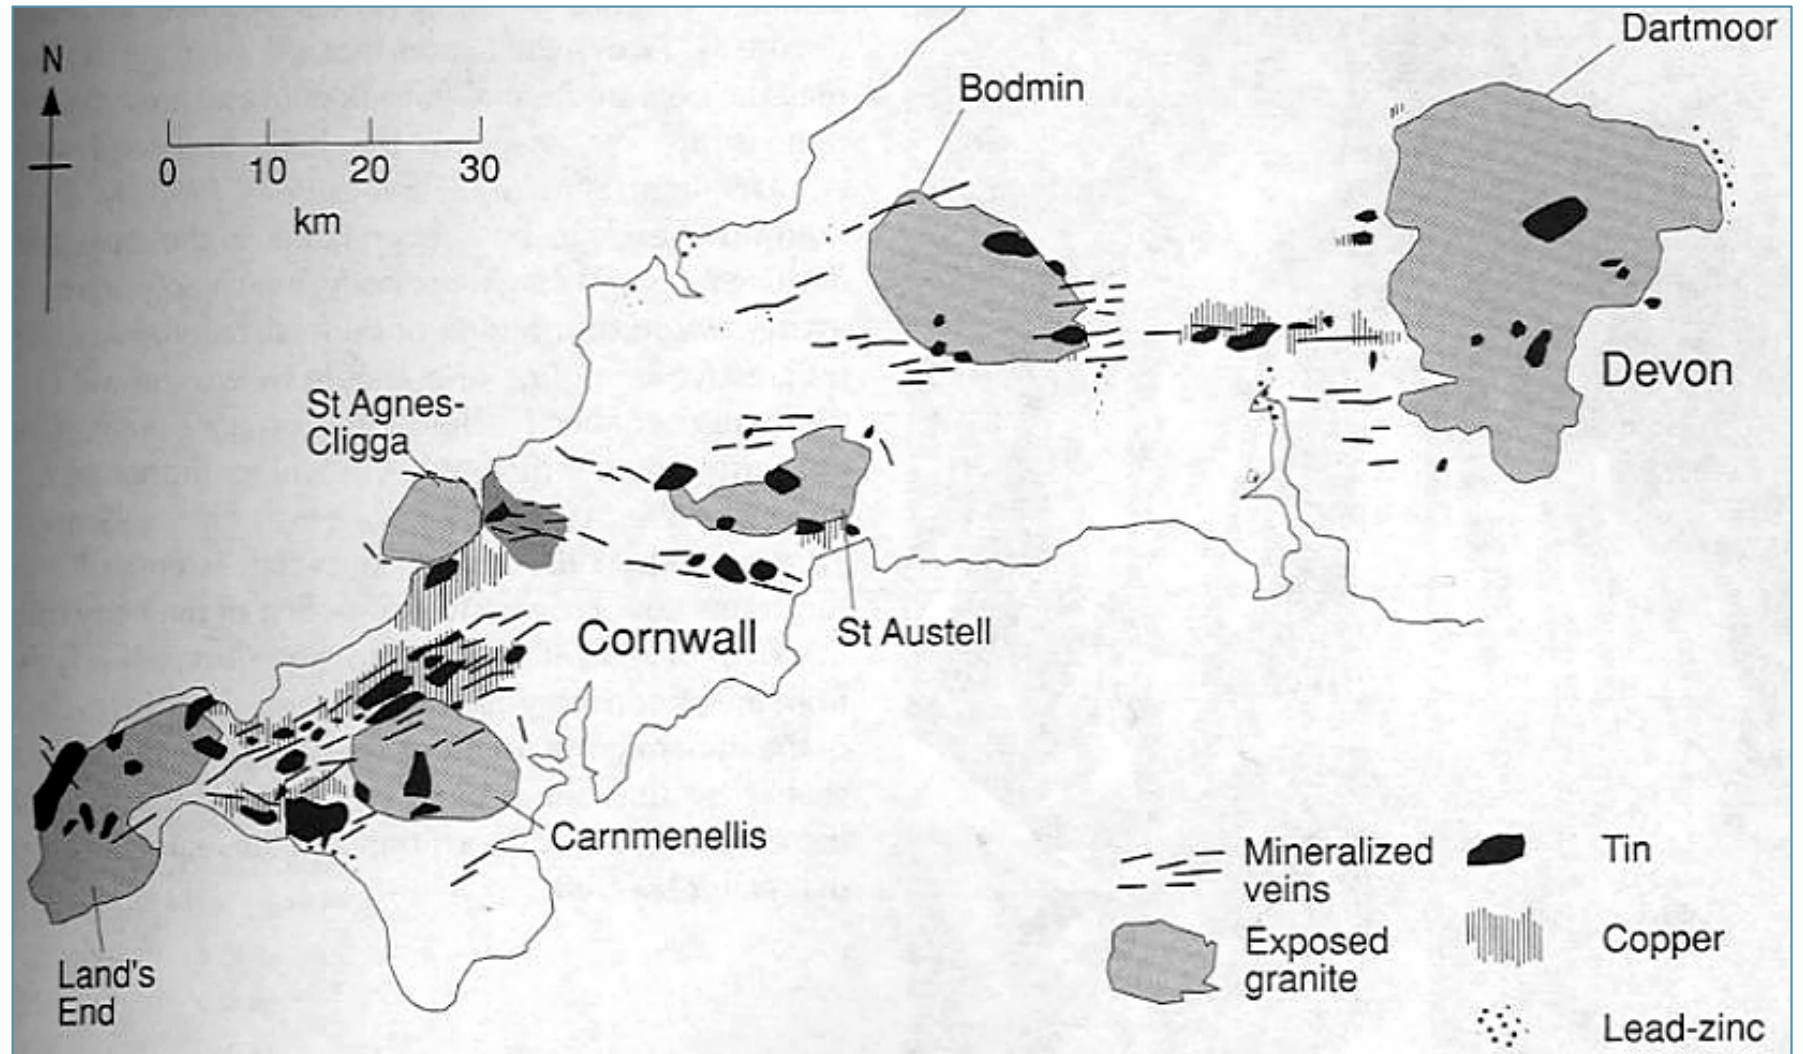 Dartmoor
N
Bodmin
0 10 20 30
km
Devon
St Agnes-
Cligga
Cornwall
St Austell
Carnmenellis
Land's
End
Mineralized
veins
Tin
Exposed
granite
Copper
Lead-zinc